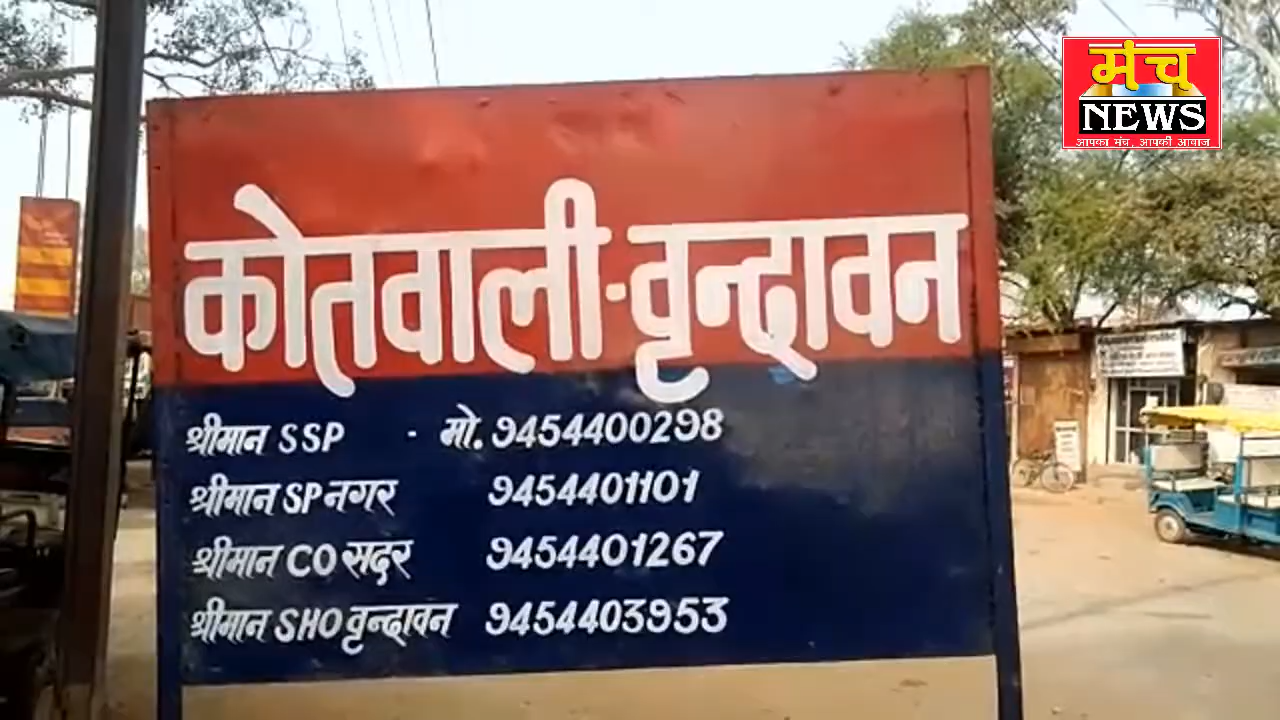 मंच
NEWS
आपका मंच, आपकी आवाज
कोतवाली-वृन्दावन
श्रीमान SSP - मो. 9454400298
श्रीमान SP नगर 9454401101
श्रीमान CO सदर 9454401267
श्रीमान SHO वृन्दावन 9454403953